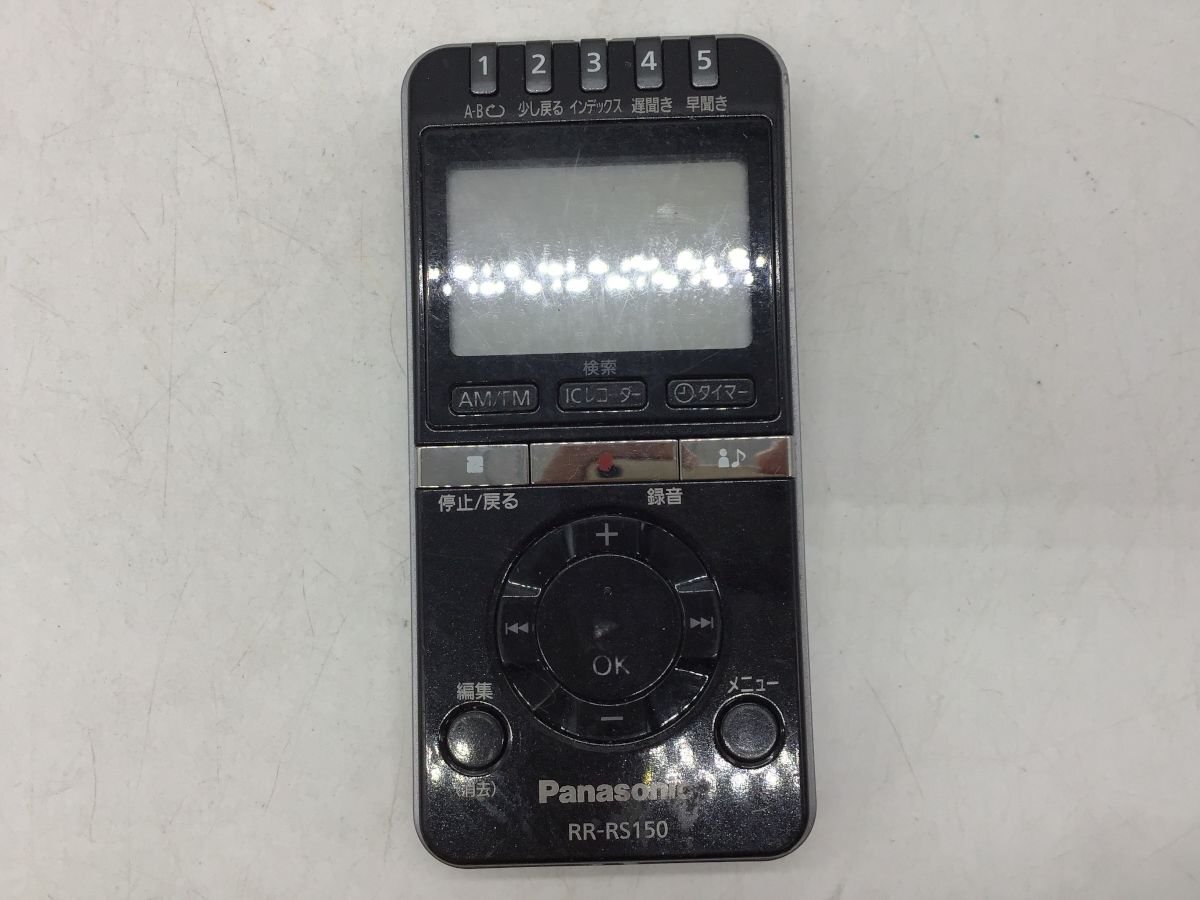 1 2 3 4 5
A-B 少し戻る インデックス 遅聞き 早聞き
検索
AM/FM ICレコーダー タイマー
停止/戻る 録音
+
OK
−
編集 メニュー
(消去)
Panasonic
RR-RS150